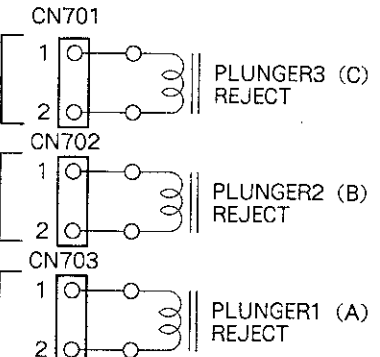 CN701
1
PLUNGER3 (C)
REJECT
2
CN702
1
PLUNGER2 (B)
REJECT
2
CN703
1
PLUNGER1 (A)
REJECT
2